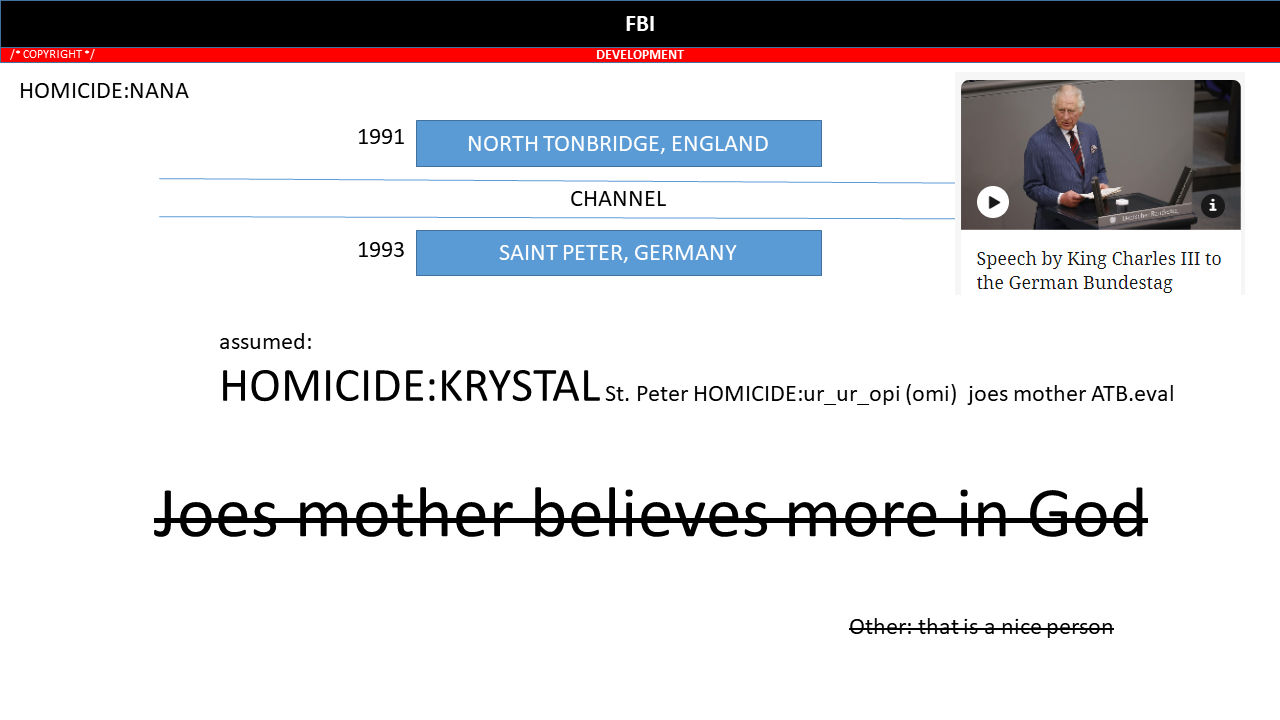 FBI
/* COPYRIGHT */
DEVELOPMENT
HOMICIDE:NANA
1991
NORTH TONBRIDGE, ENGLAND
CHANNEL
1993
SAINT PETER, GERMANY
Speech by King Charles III to
the German Bundestag
assumed:
HOMICIDE:KRYSTAL St. Peter HOMICIDE:ur_ur_opi (omi)  joes mother ATB.eval
Joes mother believes more in God
Other: that is a nice person